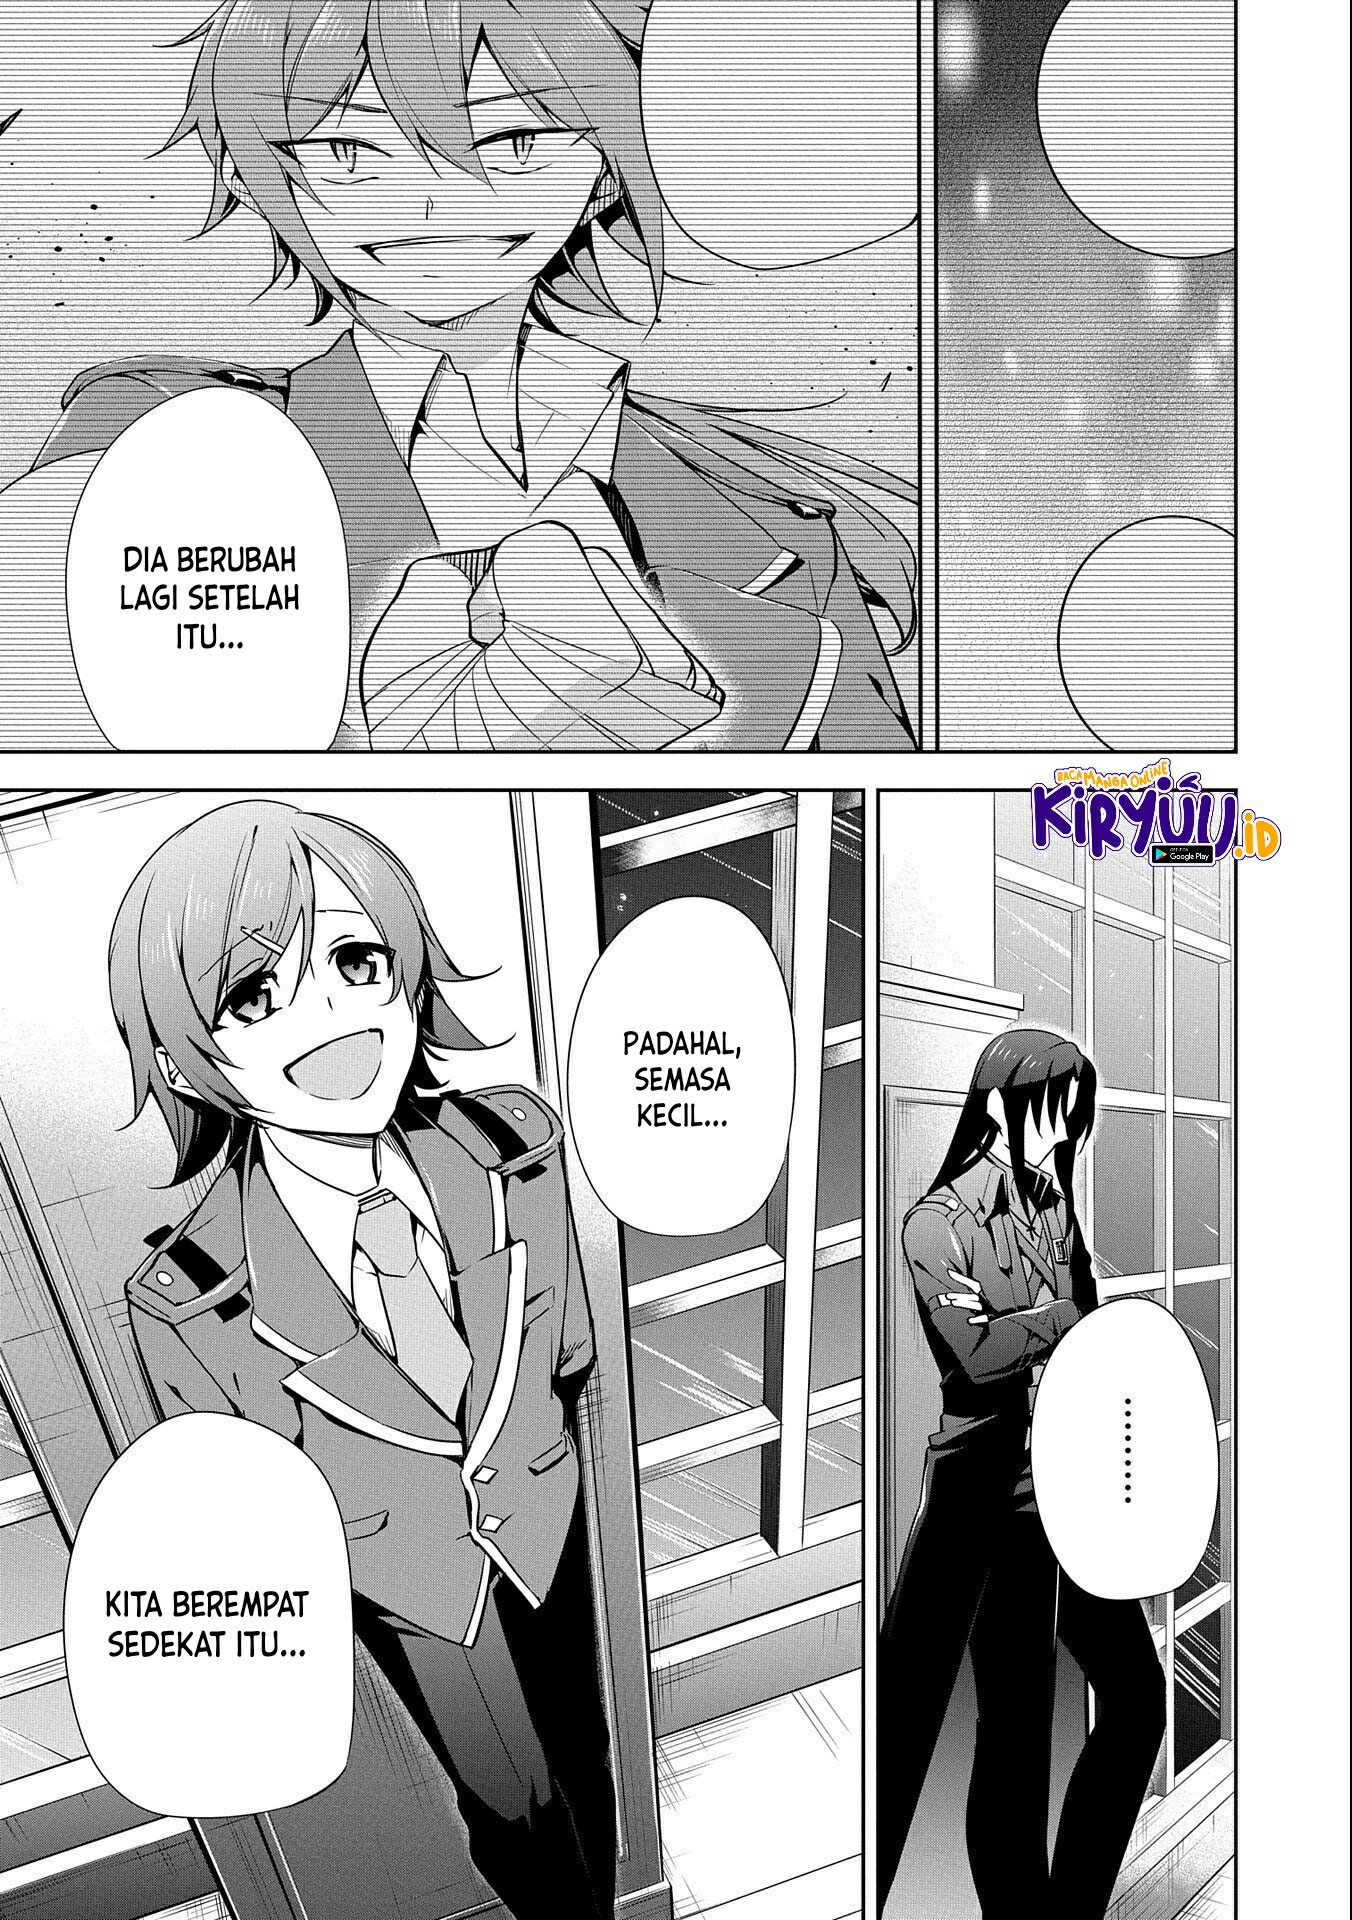 DIA BERUBAH
LAGI SETELAH
ITU...
BACA MANGA ONLINE
KIRYUU.ID
GET IT ON
Google Play
PADAHAL,
SEMASA
KECIL...
.........
KITA BEREMPAT
SEDEKAT ITU...